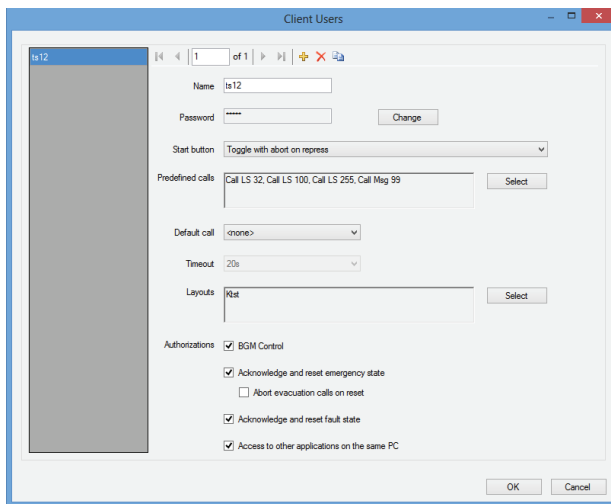 Client Users
ts12
1 of 1
Name ts12
Password ***** Change
Start button Toggle with abort on repress
Predefined calls Call LS 32, Call LS 100, Call LS 255, Call Msg 99 Select
Default call <none>
Timeout 20s
Layouts Ktst Select
Authorizations BGM Control
Acknowledge and reset emergency state
Abort evacuation calls on reset
Acknowledge and reset fault state
Access to other applications on the same PC
OK Cancel